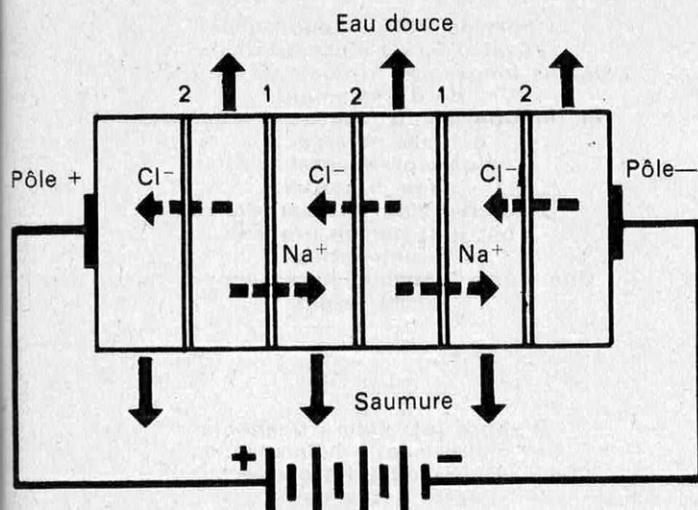 Eau douce
2 1 2 1 2
Pôle + Cl⁻ Cl⁻ Cl⁻ Pôle—
Na⁺ Na⁺
Saumure
+ −